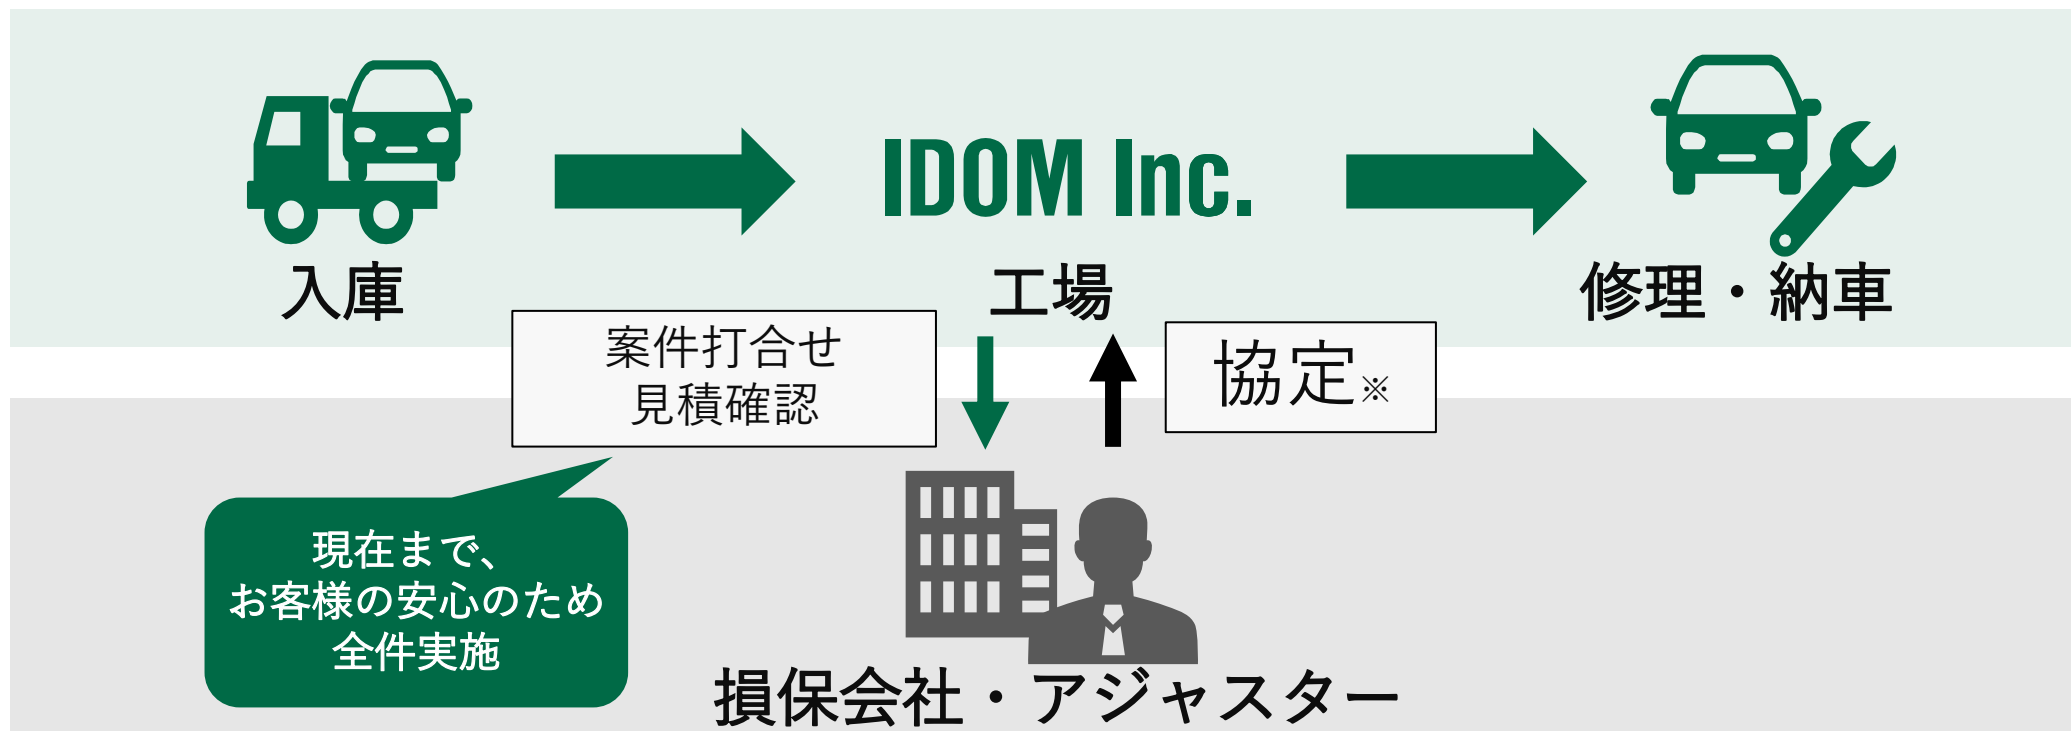 IDOM Inc.
入庫
工場
修理・納車
案件打合せ
見積確認
協定※
現在まで、
お客様の安心のため
全件実施
損保会社・アジャスター